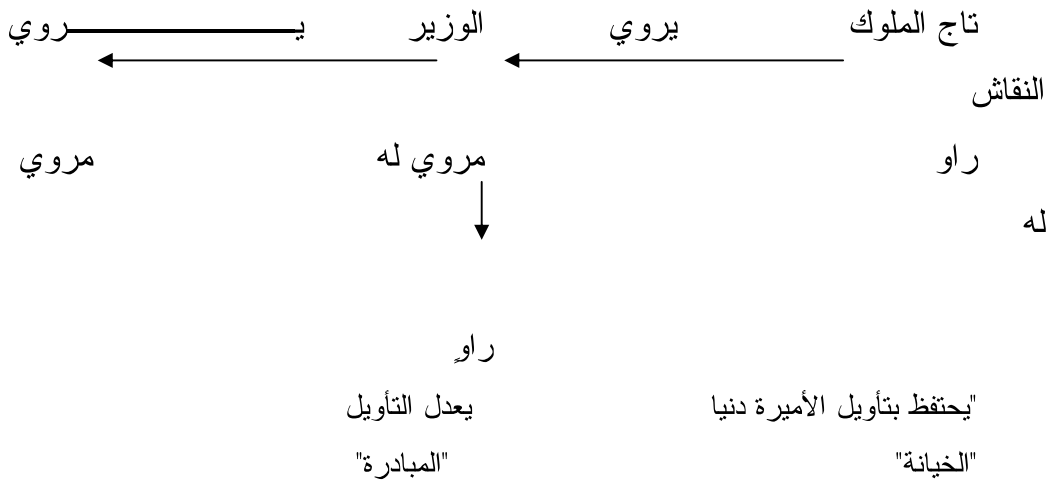 تاج الملوك يروي الوزير يـــــــــــروي
النقاش
راو مروي له مروي
له
راوٍ
"يحتفظ بتأويل الأميرة دنيا يعدل التأويل
"الخيانة" "المبادرة"